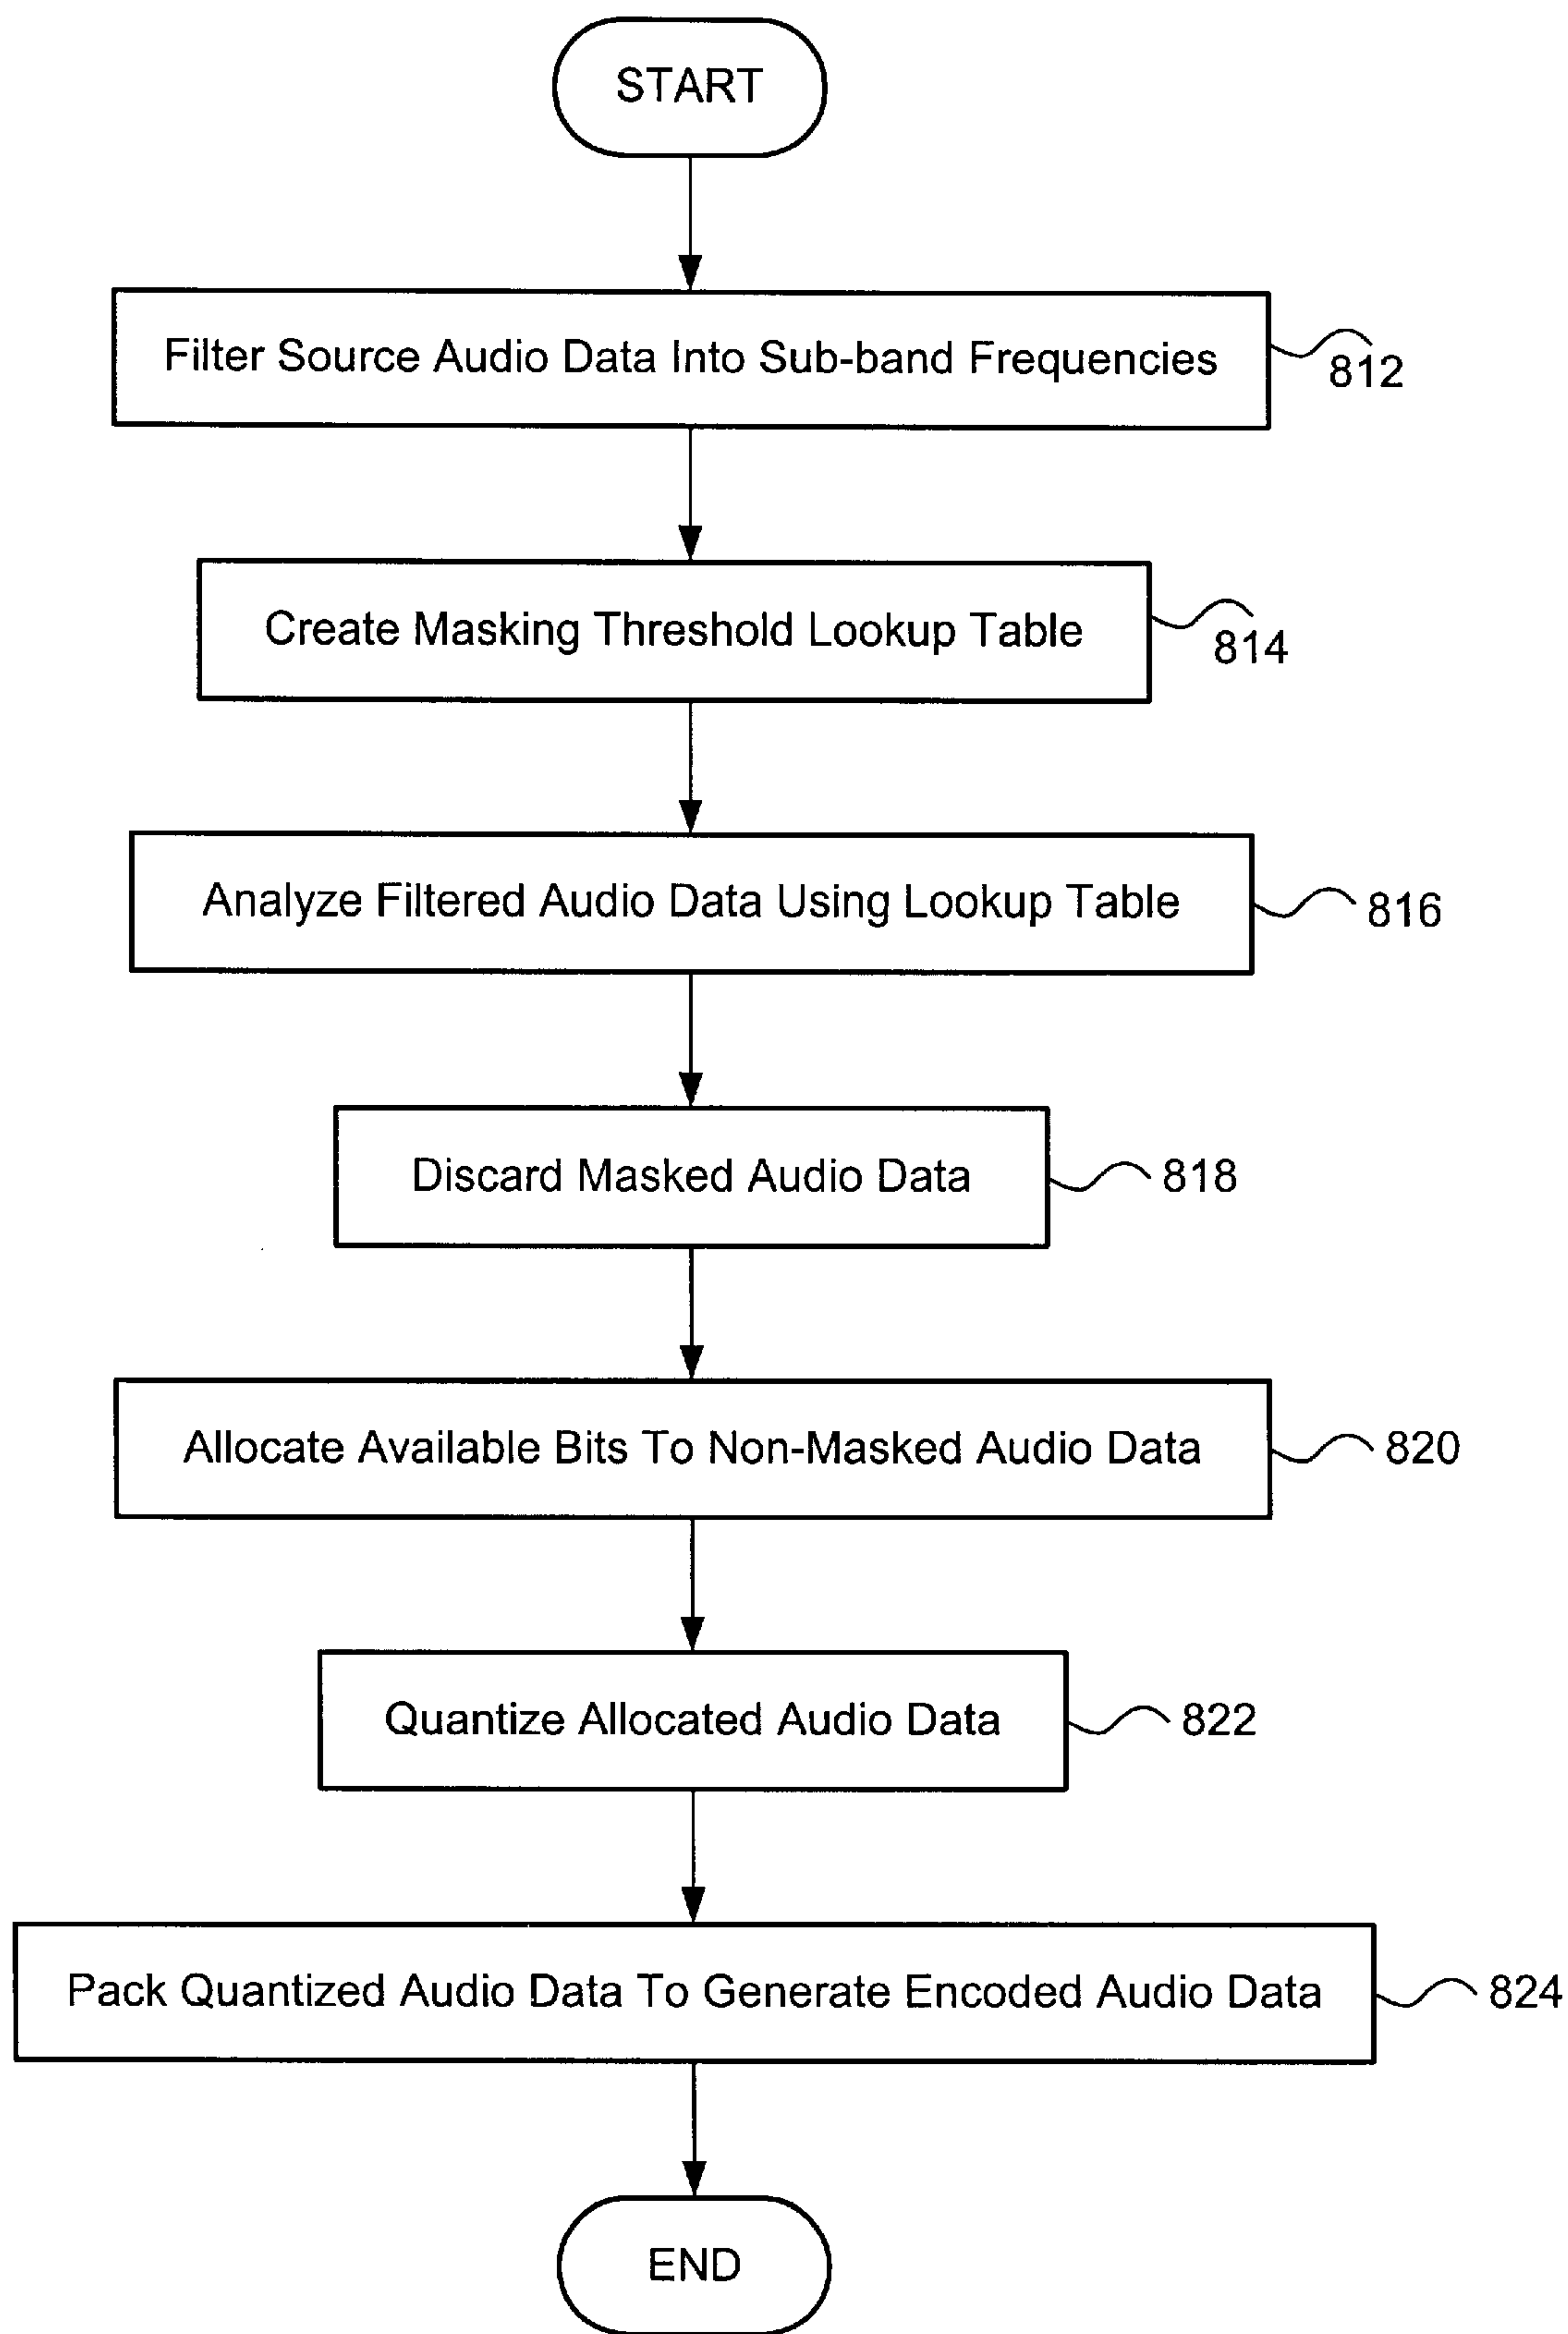 START
Filter Source Audio Data Into Sub-band Frequencies
812
Create Masking Threshold Lookup Table
814
Analyze Filtered Audio Data Using Lookup Table
816
Discard Masked Audio Data
818
Allocate Available Bits To Non-Masked Audio Data
820
Quantize Allocated Audio Data
822
Pack Quantized Audio Data To Generate Encoded Audio Data
824
END